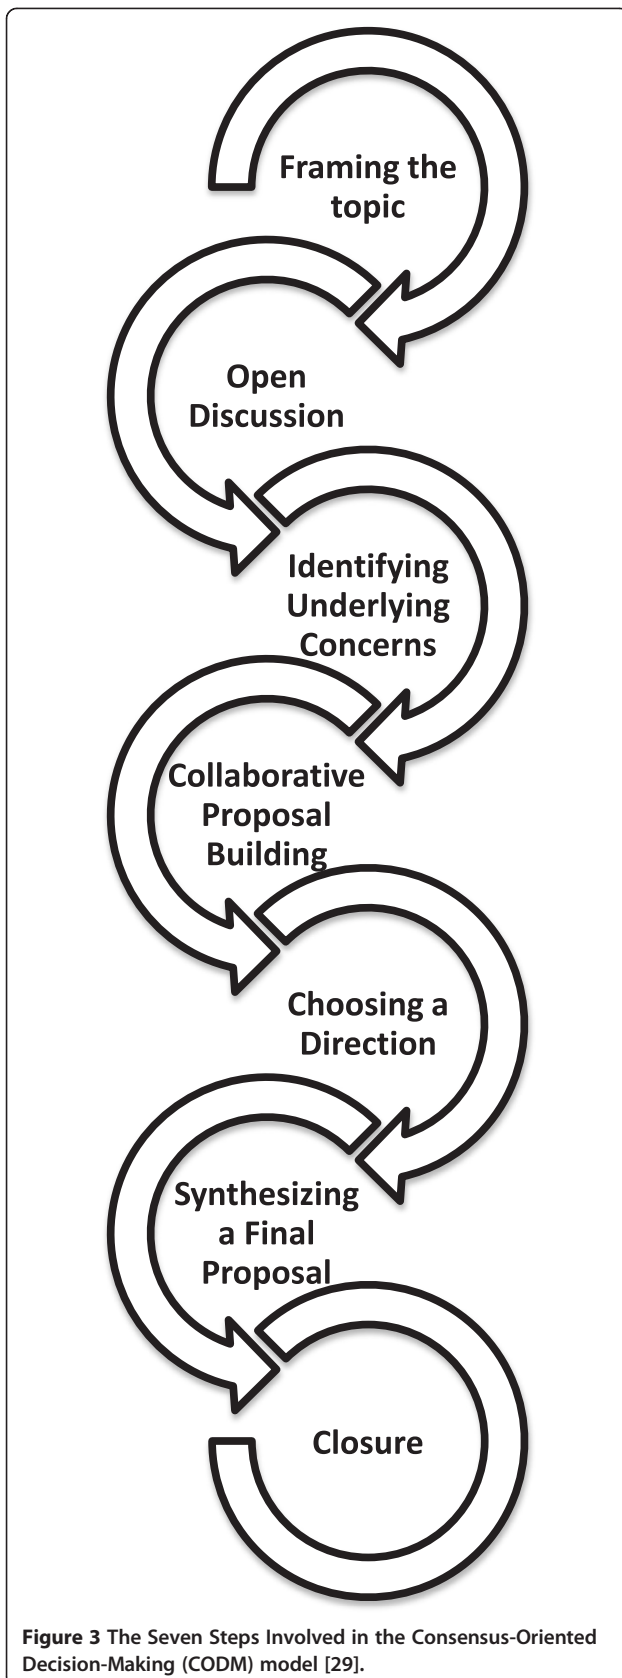 Framing the
topic
Open
Discussion
Identifying
Underlying
Concerns
Collaborative
Proposal
Building
Choosing a
Direction
Synthesizing
a Final
Proposal
Closure
Figure 3 The Seven Steps Involved in the Consensus-Oriented
Decision-Making (CODM) model [29].